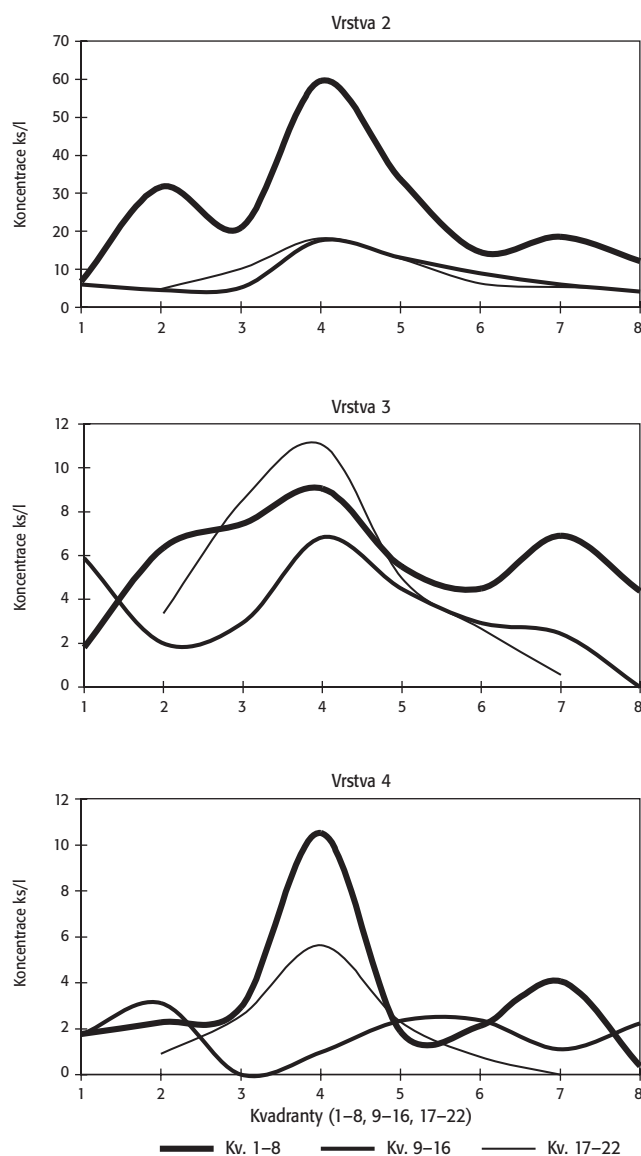 Vrstva 2
Koncentrace ks/l
70
60
50
40
30
20
10
0
1 2 3 4 5 6 7 8
Vrstva 3
Koncentrace ks/l
12
10
8
6
4
2
0
1 2 3 4 5 6 7 8
Vrstva 4
Koncentrace ks/l
12
10
8
6
4
2
0
1 2 3 4 5 6 7 8
Kvadranty (1–8, 9–16, 17–22)
Kv. 1–8 Kv. 9–16 Kv. 17–22